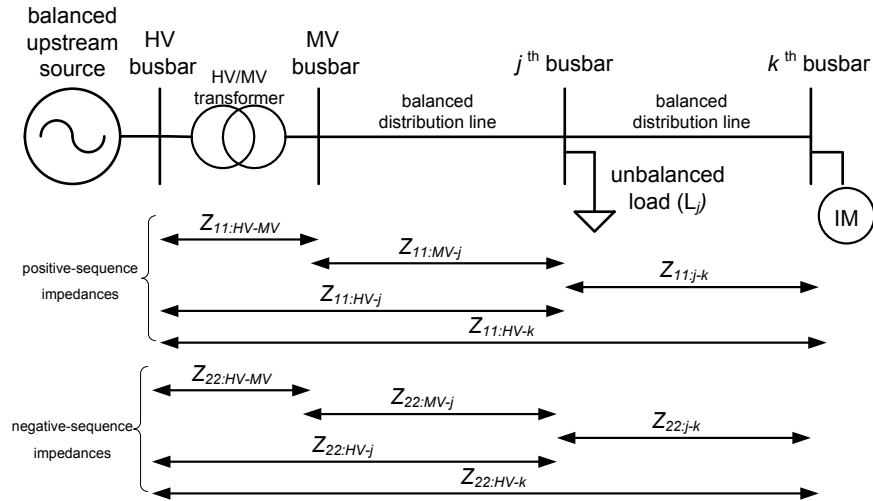 balanced
upstream
source
HV
busbar
HV/MV
transformer
MV
busbar
balanced
distribution line
j th busbar
balanced
distribution line
k th busbar
unbalanced
load (Lj)
IM
positive-sequence
impedances
Z11:HV-MV
Z11:MV-j
Z11:j-k
Z11:HV-j
Z11:HV-k
negative-sequence
impedances
Z22:HV-MV
Z22:MV-j
Z22:j-k
Z22:HV-j
Z22:HV-k